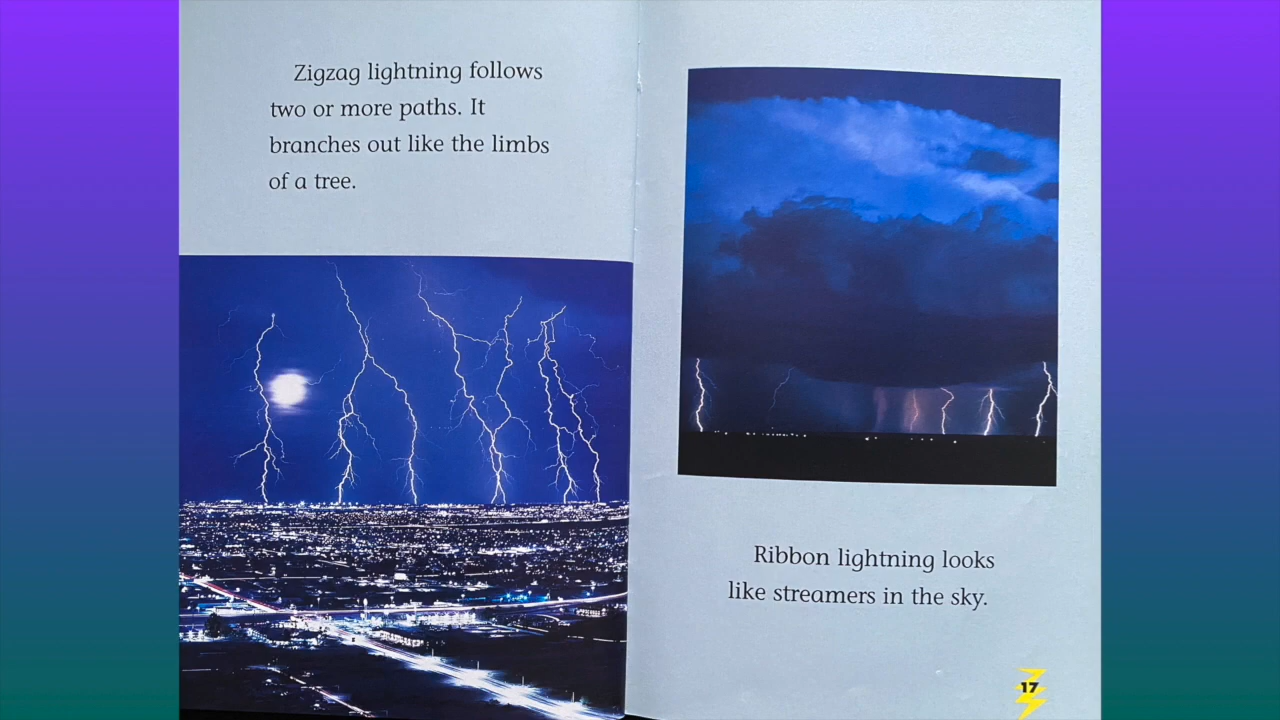 Zigzag lightning follows
two or more paths. It
branches out like the limbs
of a tree.
Ribbon lightning looks
like streamers in the sky.
17